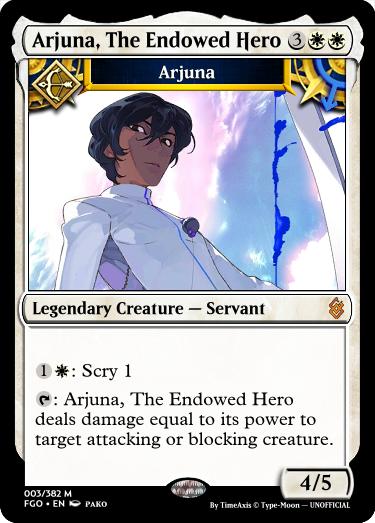 Arjuna, The Endowed Hero 3
Arjuna
Legendary Creature — Servant
1 : Scry 1
: Arjuna, The Endowed Hero
deals damage equal to its power to
target attacking or blocking creature.
4/5
003/382 M
FGO • EN PAKO
By TimeAxis © Type-Moon — UNOFFICIAL